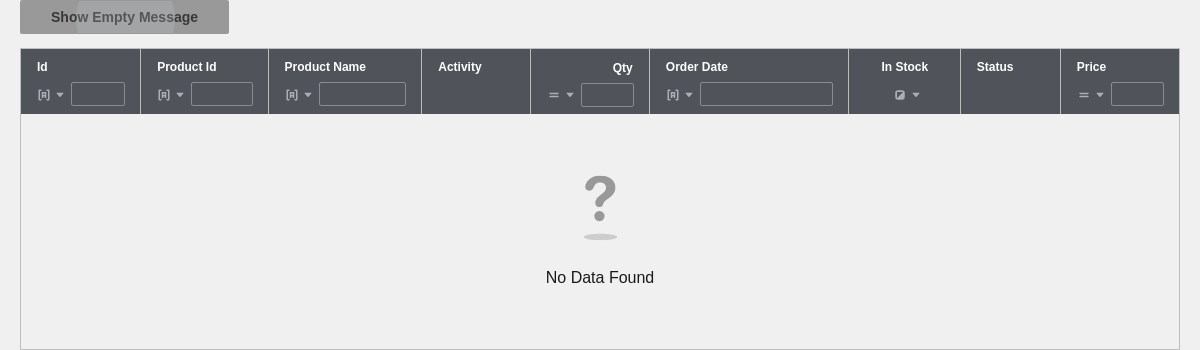 Show Empty Message
Id Product Id Product Name Activity Qty Order Date In Stock Status Price
?
No Data Found